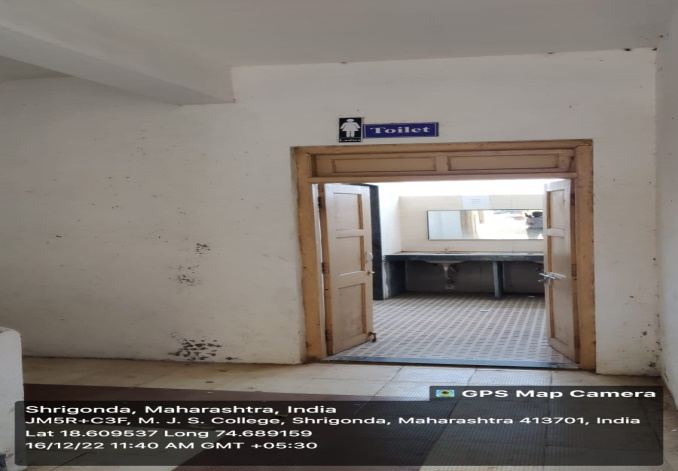 Ladies
Toilet
GPS Map Camera
Shrigonda, Maharashtra, India
JM5R+C3F, M. J. S. College, Shrigonda, Maharashtra 413701, India
Lat 18.609537 Long 74.689159
16/12/22 11:40 AM GMT +05:30